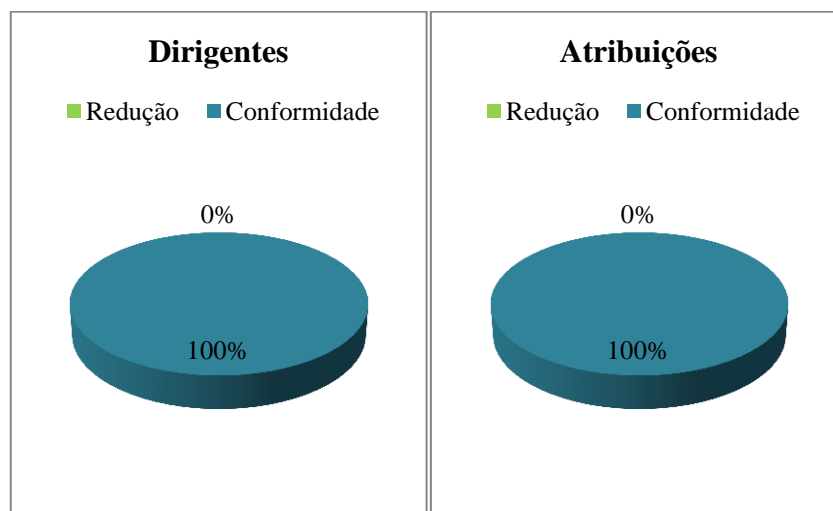 Dirigentes
Redução Conformidade
0%
100%
Atribuições
Redução Conformidade
0%
100%